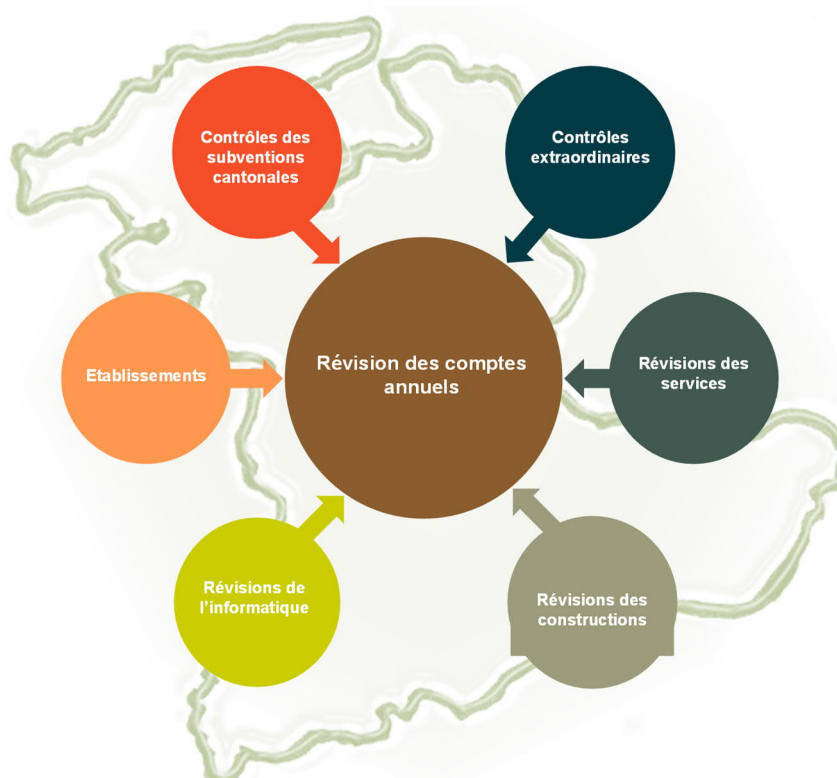 Contrôles des
subventions
cantonales
Contrôles
extraordinaires
Etablissements
Révision des comptes
annuels
Révisions des
services
Révisions de
l'informatique
Révisions des
constructions